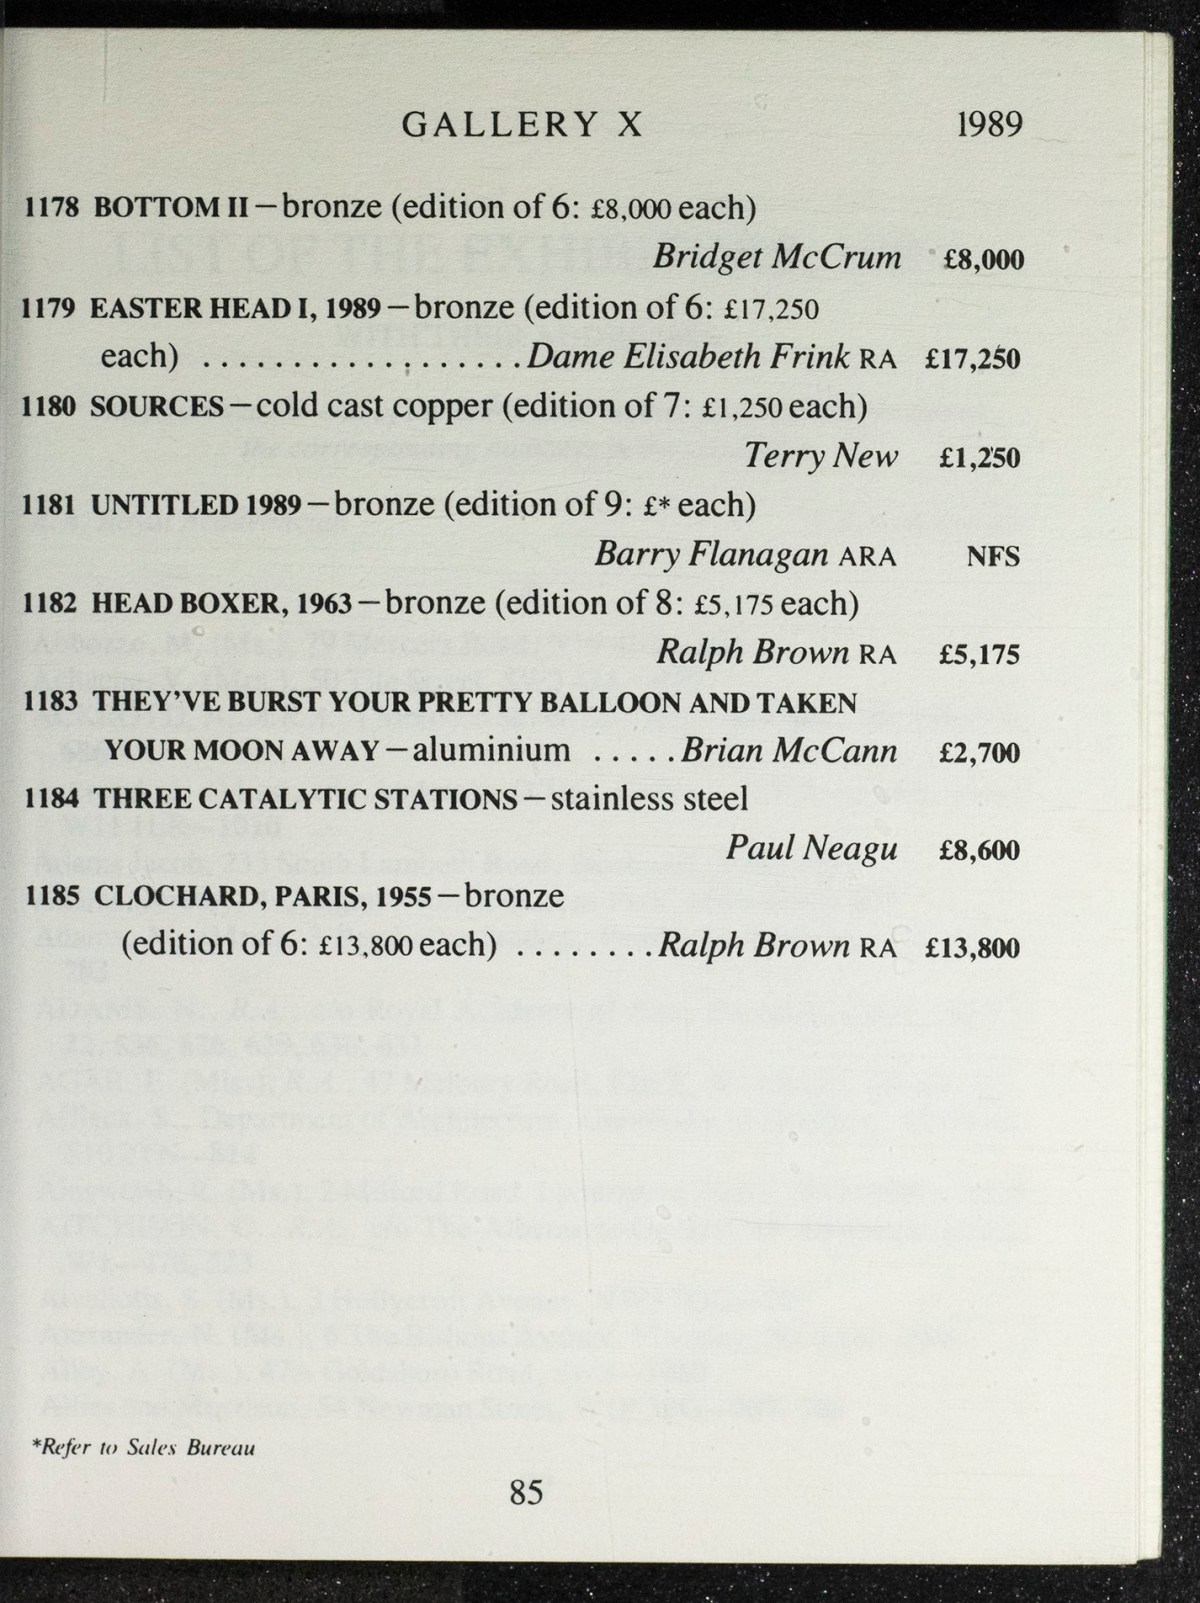 GALLERY X 1989
1178 BOTTOM II — bronze (edition of 6: £8,000 each)
Bridget McCrum £8,000
1179 EASTER HEAD I, 1989 — bronze (edition of 6: £17,250
each) . . . . . . . . . . . . . . . . . . . Dame Elisabeth Frink RA £17,250
1180 SOURCES — cold cast copper (edition of 7: £1,250 each)
Terry New £1,250
1181 UNTITLED 1989 — bronze (edition of 9: £* each)
Barry Flanagan ARA NFS
1182 HEAD BOXER, 1963 — bronze (edition of 8: £5,175 each)
Ralph Brown RA £5,175
1183 THEY'VE BURST YOUR PRETTY BALLOON AND TAKEN
YOUR MOON AWAY — aluminium . . . . . Brian McCann £2,700
1184 THREE CATALYTIC STATIONS — stainless steel
Paul Neagu £8,600
1185 CLOCHARD, PARIS, 1955 — bronze
(edition of 6: £13,800 each) . . . . . . . . Ralph Brown RA £13,800
*Refer to Sales Bureau
85